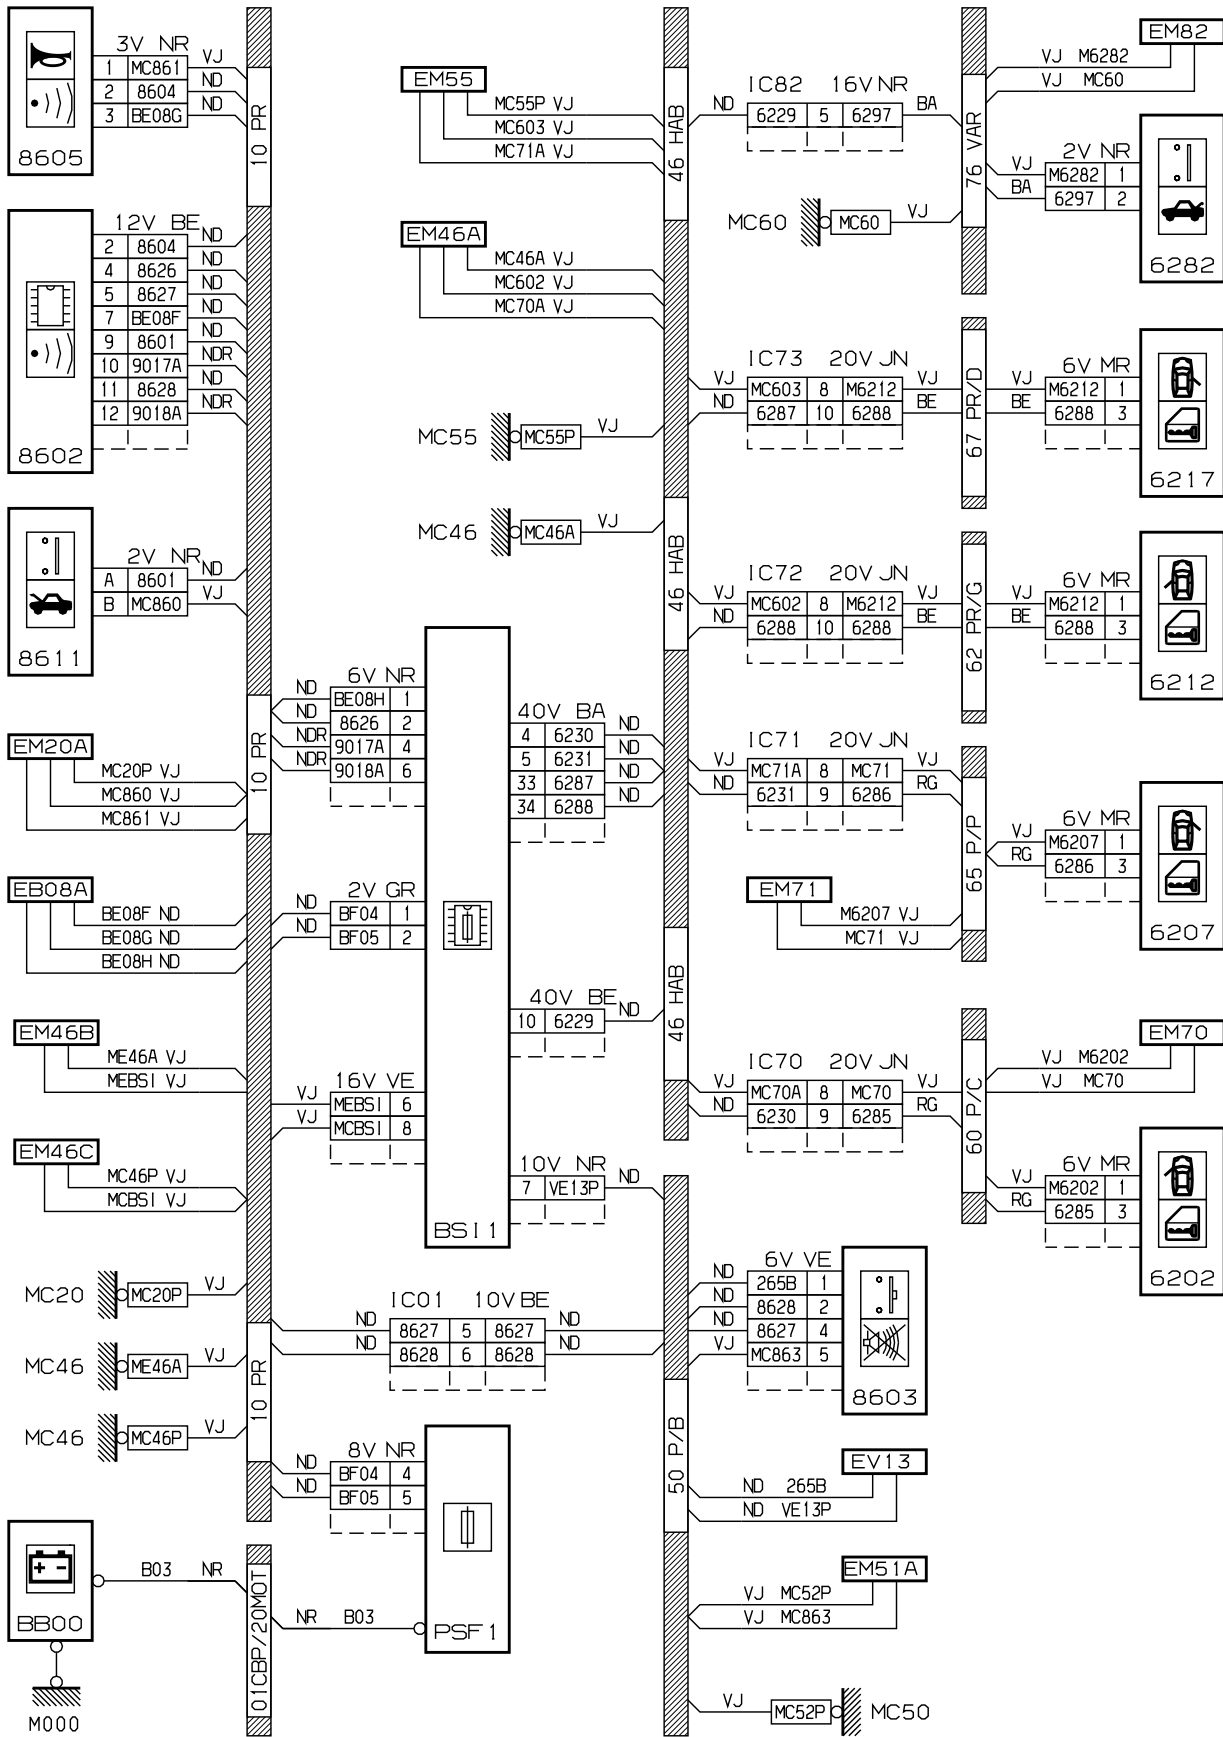 3V NR
1 MC861 VJ
2 8604 ND
3 BE08G ND
8605
10 PR
12V BE
2 8604 ND
4 8626 ND
5 8627 ND
7 BE08F ND
9 8601 ND
10 9017A NDR
11 8628 ND
12 9018A NDR
8602
2V NR
A 8601 ND
B MC860 VJ
8611
EM20A
MC20P VJ
MC860 VJ
MC861 VJ
10 PR
EB08A
BE08F ND
BE08G ND
BE08H ND
EM46B
ME46A VJ
MEBSI VJ
EM46C
MC46P VJ
MCBSI VJ
MC20 MC20P VJ
MC46 ME46A VJ
MC46 MC46P VJ
10 PR
BB00
B03 NR
M000
01CBP/20MOT
NR B03
PSF1
8V NR
ND BF04 4
ND BF05 5
6V NR
ND BE08H 1
ND 8626 2
NDR 9017A 4
NDR 9018A 6
2V GR
ND BF04 1
ND BF05 2
16V VE
VJ MEBSI 6
VJ MCBSI 8
BSI1
40V BA
4 6230 ND
5 6231 ND
33 6287 ND
34 6288 ND
40V BE
10 6229 ND
10V NR
7 VE13P ND
IC01 10V BE
ND 8627 5 8627 ND
ND 8628 6 8628 ND
EM55
MC55P VJ
MC603 VJ
MC71A VJ
EM46A
MC46A VJ
MC602 VJ
MC70A VJ
MC55 MC55P VJ
MC46 MC46A VJ
46 HAB
46 HAB
46 HAB
IC82 16V NR
ND 6229 5 6297 BA
MC60 MC60 VJ
76 VAR
EM82
VJ M6282
VJ MC60
2V NR
VJ M6282 1
BA 6297 2
6282
IC73 20V JN
VJ MC603 8 M6212 VJ
ND 6287 10 6288 BE
67 PR/D
6V MR
VJ M6212 1
BE 6288 3
6217
IC72 20V JN
VJ MC602 8 M6212 VJ
ND 6288 10 6288 BE
62 PR/G
6V MR
VJ M6212 1
BE 6288 3
6212
IC71 20V JN
VJ MC71A 8 MC71 VJ
ND 6231 9 6286 RG
65 P/P
6V MR
VJ M6207 1
RG 6286 3
6207
EM71
M6207 VJ
MC71 VJ
IC70 20V JN
VJ MC70A 8 MC70 VJ
ND 6230 9 6285 RG
60 P/C
EM70
VJ M6202
VJ MC70
6V MR
VJ M6202 1
RG 6285 3
6202
6V VE
ND 265B 1
ND 8628 2
ND 8627 4
VJ MC863 5
8603
50 P/B
EV13
ND 265B
ND VE13P
EM51A
VJ MC52P
VJ MC863
VJ MC52P MC50